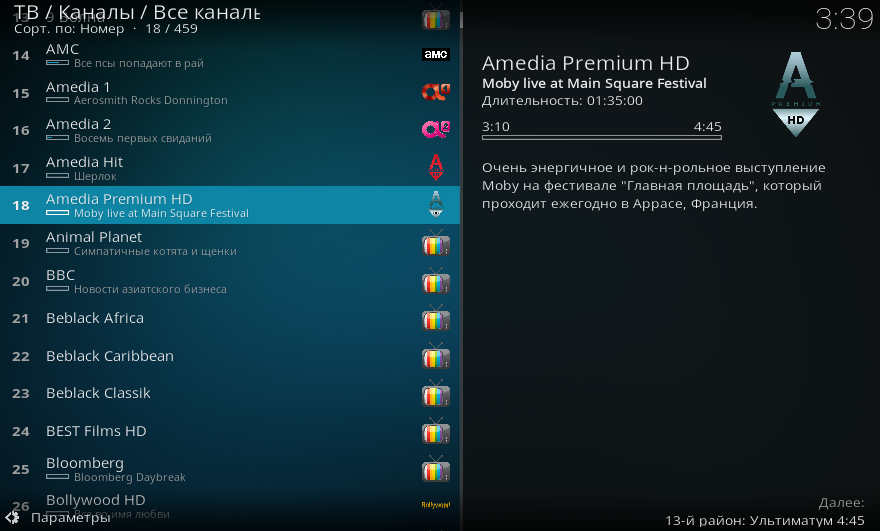 ТВ / Каналы / Все каналы
Сорт. по: Номер · 18 / 459
3:39
13
14 AMC
Все псы попадают в рай
aмc
15 Amedia 1
Aerosmith Rocks Donnington
16 Amedia 2
Восемь первых свиданий
17 Amedia Hit
Шерлок
18 Amedia Premium HD
Moby live at Main Square Festival
19 Animal Planet
Симпатичные котята и щенки
20 BBC
Новости азиатского бизнеса
21 Beblack Africa
22 Beblack Caribbean
23 Beblack Classik
24 BEST Films HD
25 Bloomberg
Bloomberg Daybreak
26 Bollywood HD
Все во имя любви
Bollywood
Параметры
Amedia Premium HD
Moby live at Main Square Festival
Длительность: 01:35:00
3:10 4:45
PREMIUM
HD
Очень энергичное и рок-н-рольное выступление
Moby на фестивале "Главная площадь", который
проходит ежегодно в Аррасе, Франция.
Далее:
13-й район: Ультиматум 4:45